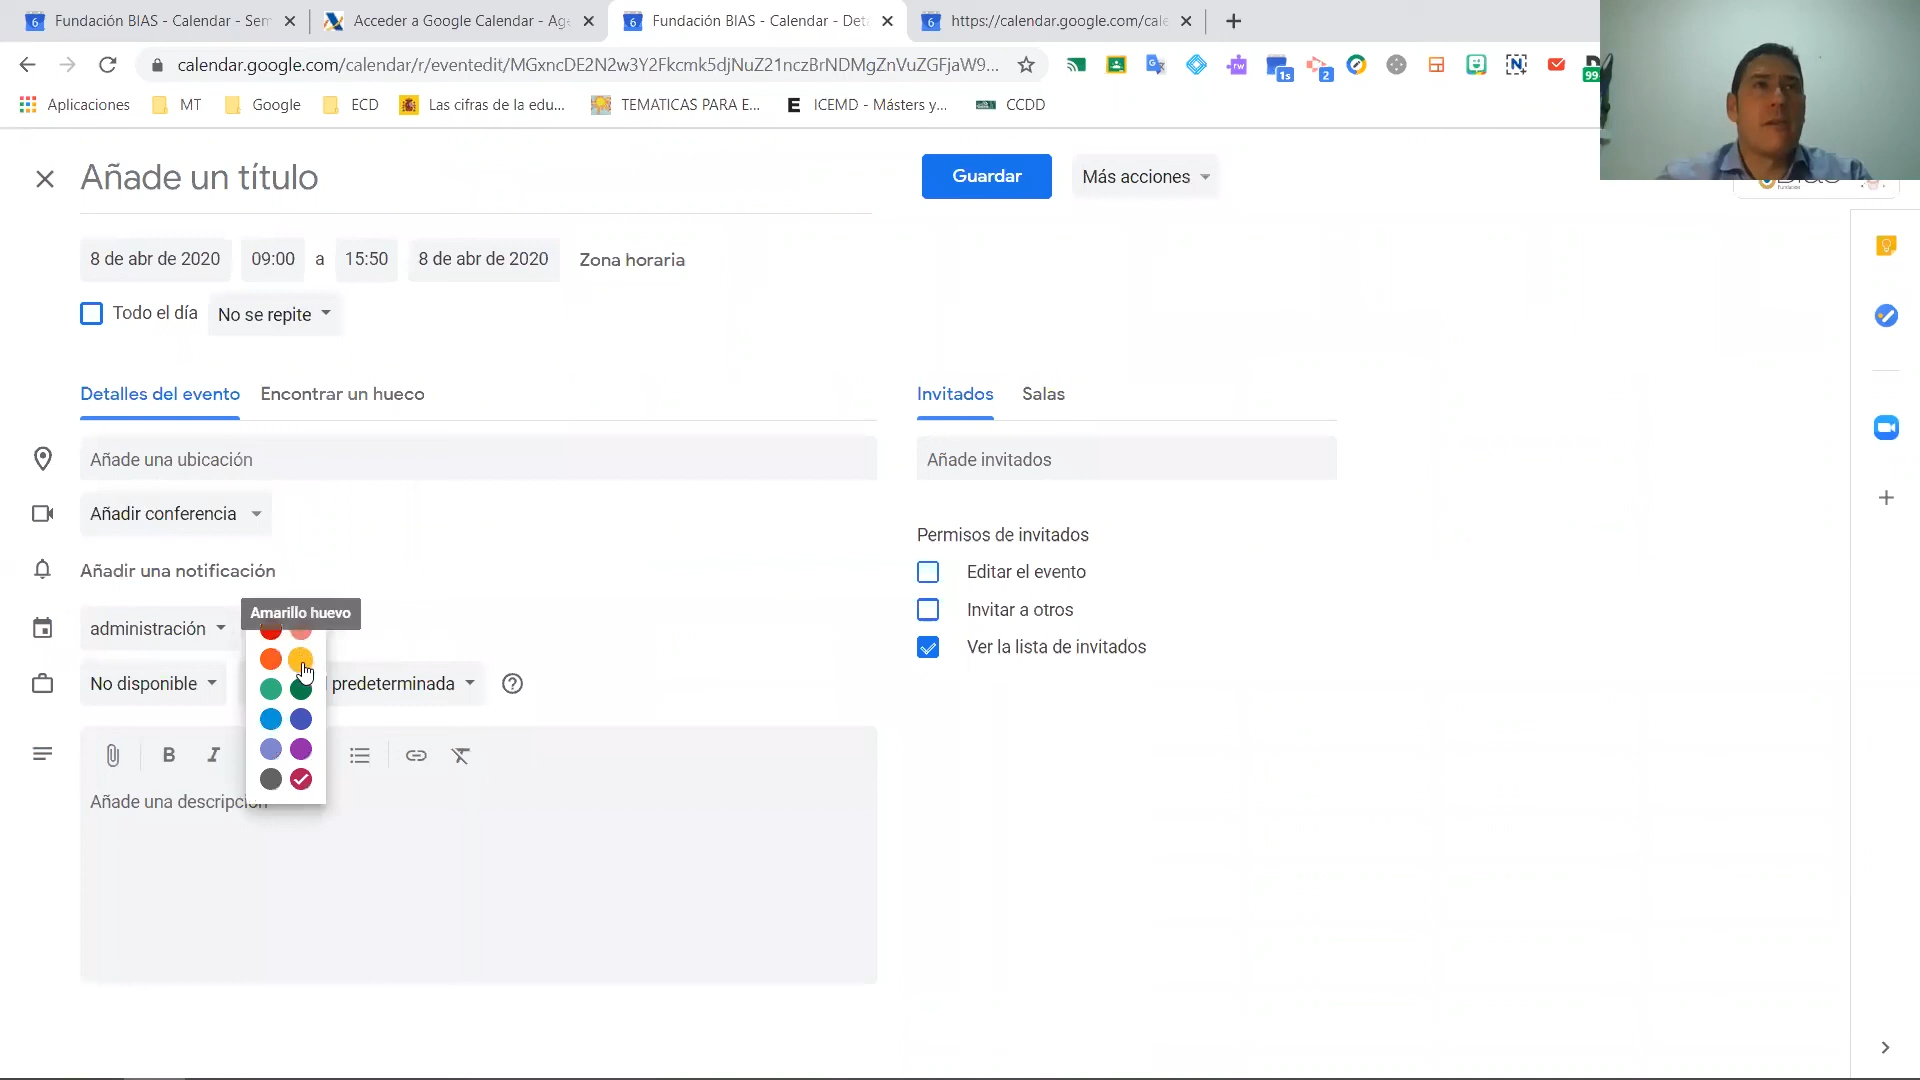 Fundación BIAS - Calendar - Sem
Acceder a Google Calendar - Ag
Fundación BIAS - Calendar - Det
https://calendar.google.com/cale
calendar.google.com/calendar/r/eventedit/MGxncDE2N2w3Y2Fkcmk5djNuZ21nczBrNDMgZnVuZGFjaW9...
1s
2
99
Aplicaciones
MT
Google
ECD
Las cifras de la edu...
TEMATICAS PARA E...
ICEMD - Másters y...
CCDD
Añade un título
Guardar
Más acciones
8 de abr de 2020
09:00
a
15:50
8 de abr de 2020
Zona horaria
Todo el día
No se repite
Detalles del evento
Encontrar un hueco
Invitados
Salas
Añade una ubicación
Añade invitados
Añadir conferencia
Permisos de invitados
Añadir una notificación
Editar el evento
Amarillo huevo
Invitar a otros
administración
Ver la lista de invitados
No disponible
predeterminada
B
I
Añade una descripción